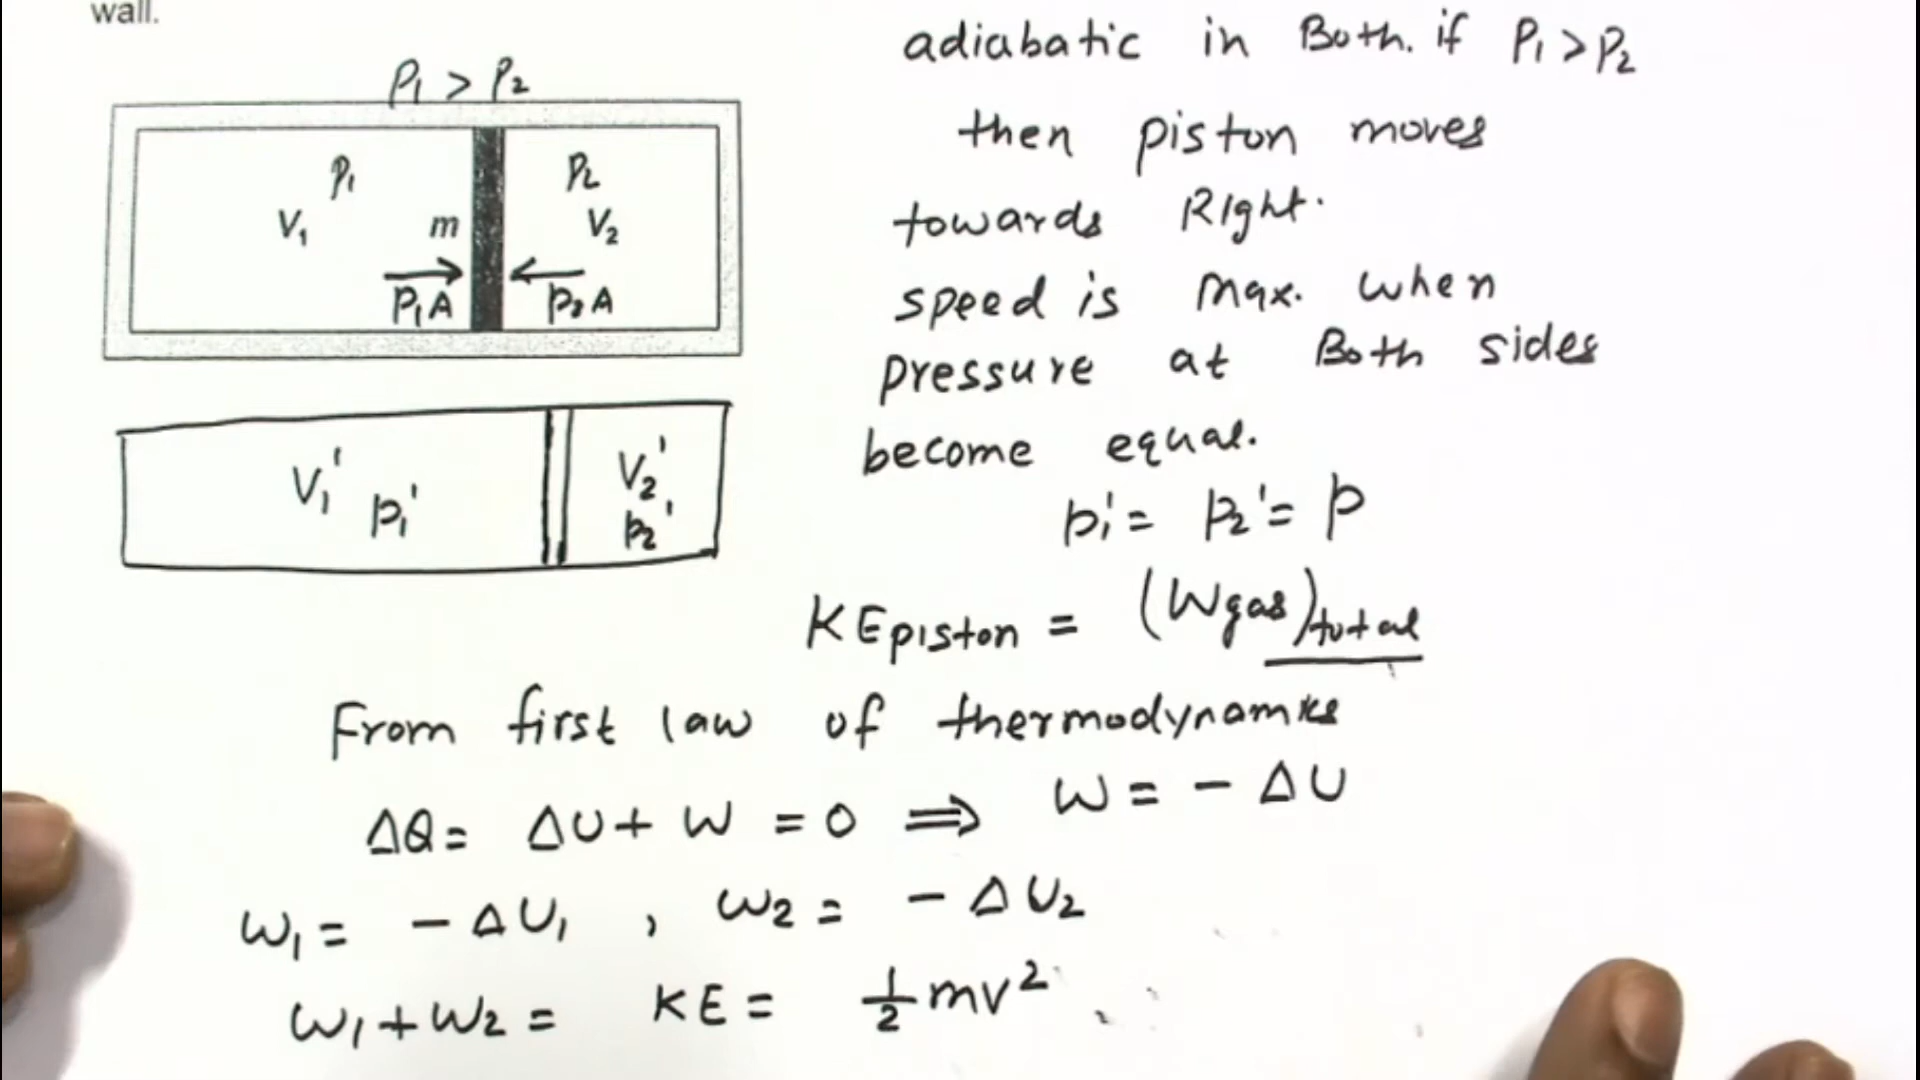 wall.
P₁ > P₂
P₁
V₁
m
P₂
V₂
P₁A
P₂A
V₁'
p₁'
V₂'
p₂'
adiabatic in Both. if P₁>P₂
then piston moves
towards Right.
speed is max. when
pressure at Both sides
become equal.
p₁' = p₂' = p
KEpiston = (Wgas)total
From first law of thermodynamics
ΔQ = ΔU + W = 0 ⇒ W = - ΔU
W₁ = - ΔU₁ , W₂ = - ΔU₂
W₁ + W₂ = KE = ½ mv²